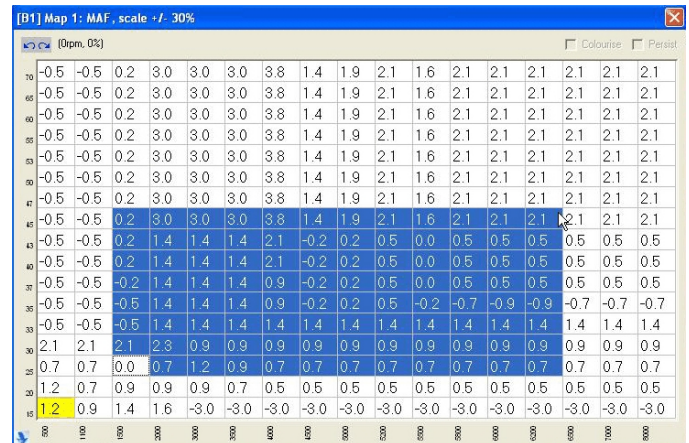 [B1] Map 1: MAF, scale +/- 30%
(0rpm, 0%) Colourise Persist
70 -0.5 -0.5 0.2 3.0 3.0 3.0 3.8 1.4 1.9 2.1 1.6 2.1 2.1 2.1 2.1 2.1 2.1
65 -0.5 -0.5 0.2 3.0 3.0 3.0 3.8 1.4 1.9 2.1 1.6 2.1 2.1 2.1 2.1 2.1 2.1
60 -0.5 -0.5 0.2 3.0 3.0 3.0 3.8 1.4 1.9 2.1 1.6 2.1 2.1 2.1 2.1 2.1 2.1
55 -0.5 -0.5 0.2 3.0 3.0 3.0 3.8 1.4 1.9 2.1 1.6 2.1 2.1 2.1 2.1 2.1 2.1
53 -0.5 -0.5 0.2 3.0 3.0 3.0 3.8 1.4 1.9 2.1 1.6 2.1 2.1 2.1 2.1 2.1 2.1
50 -0.5 -0.5 0.2 3.0 3.0 3.0 3.8 1.4 1.9 2.1 1.6 2.1 2.1 2.1 2.1 2.1 2.1
47 -0.5 -0.5 0.2 3.0 3.0 3.0 3.8 1.4 1.9 2.1 1.6 2.1 2.1 2.1 2.1 2.1 2.1
45 -0.5 -0.5 0.2 3.0 3.0 3.0 3.8 1.4 1.9 2.1 1.6 2.1 2.1 2.1 2.1 2.1 2.1
43 -0.5 -0.5 0.2 1.4 1.4 1.4 2.1 -0.2 0.2 0.5 0.0 0.5 0.5 0.5 0.5 0.5 0.5
40 -0.5 -0.5 0.2 1.4 1.4 1.4 2.1 -0.2 0.2 0.5 0.0 0.5 0.5 0.5 0.5 0.5 0.5
37 -0.5 -0.5 -0.2 1.4 1.4 1.4 0.9 -0.2 0.2 0.5 0.0 0.5 0.5 0.5 0.5 0.5 0.5
35 -0.5 -0.5 -0.5 1.4 1.4 1.4 0.9 -0.2 0.2 0.5 -0.2 -0.7 -0.9 -0.9 -0.7 -0.7 -0.7
33 -0.5 -0.5 -0.5 1.4 1.4 1.4 1.4 1.4 1.4 1.4 1.4 1.4 1.4 1.4 1.4 1.4 1.4
30 2.1 2.1 2.1 2.3 0.9 0.9 0.9 0.9 0.9 0.9 0.9 0.9 0.9 0.9 0.9 0.9 0.9
25 0.7 0.7 0.0 0.7 1.2 0.9 0.7 0.7 0.7 0.7 0.7 0.7 0.7 0.7 0.7 0.7 0.7
20 1.2 0.7 0.9 0.9 0.9 0.7 0.5 0.5 0.5 0.5 0.5 0.5 0.5 0.5 0.5 0.5 0.5
15 1.2 0.9 1.4 1.6 -3.0 -3.0 -3.0 -3.0 -3.0 -3.0 -3.0 -3.0 -3.0 -3.0 -3.0 -3.0 -3.0
500 1500 2000 3000 3500 4000 4500 5000 6000 7000 8000